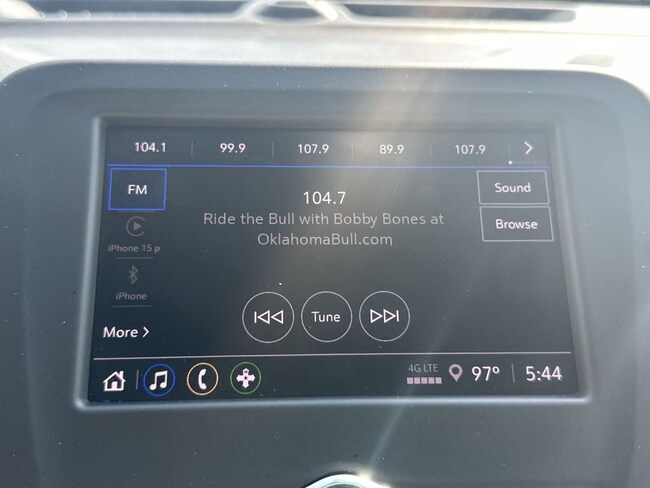 104.1 99.9 107.9 89.9 107.9
FM
104.7
Sound
Ride the Bull with Bobby Bones at
OklahomaBull.com
Browse
iPhone 15 p
iPhone
Tune
More
4G LTE
97° 5:44